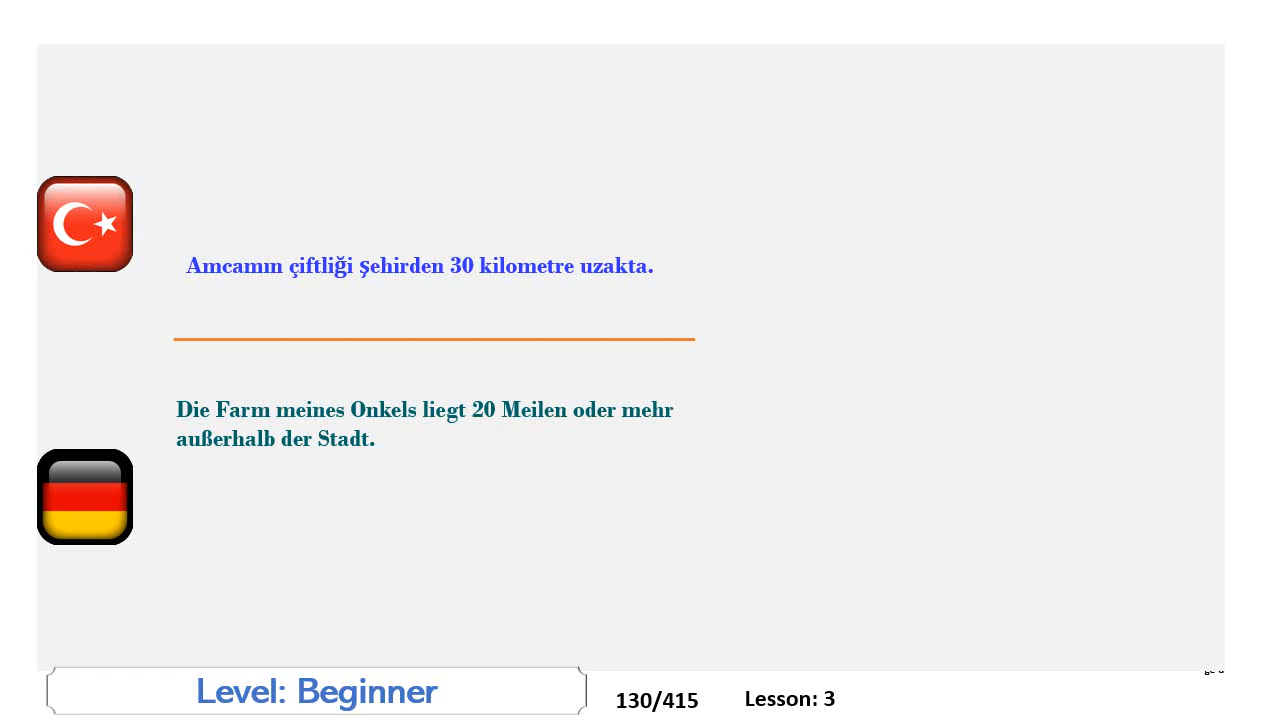 Amcamın çiftliği şehirden 30 kilometre uzakta.
Die Farm meines Onkels liegt 20 Meilen oder mehr
außerhalb der Stadt.
Level: Beginner
130/415
Lesson: 3